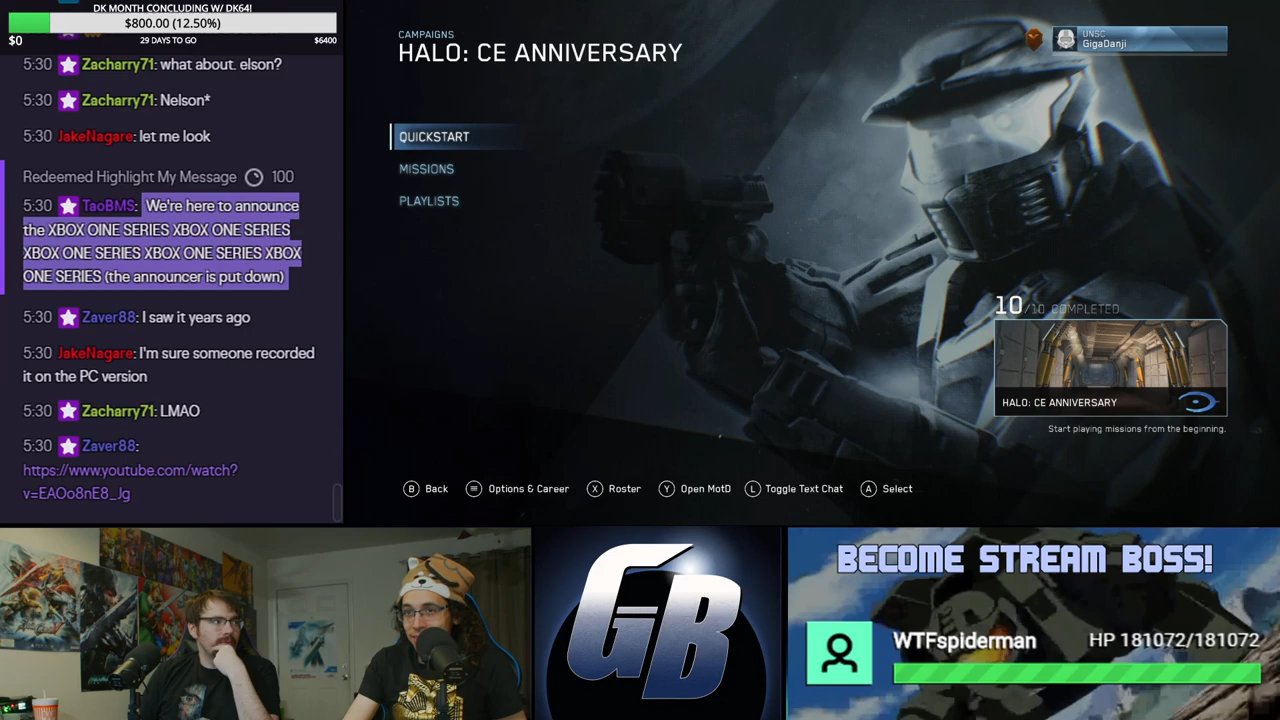 DK MONTH CONCLUDING W/ DK64!
$800.00 (12.50%)
$0
29 DAYS TO GO
$6400
5:30 Zacharry71: what about. elson?
5:30 Zacharry71: Nelson*
5:30 JakeNagare: let me look
Redeemed Highlight My Message 100
5:30 TaoBMS: We're here to announce
the XBOX OINE SERIES XBOX ONE SERIES
XBOX ONE SERIES XBOX ONE SERIES XBOX
ONE SERIES (the announcer is put down)
5:30 Zaver88: I saw it years ago
5:30 JakeNagare: I'm sure someone recorded
it on the PC version
5:30 Zacharry71: LMAO
5:30 Zaver88:
https://www.youtube.com/watch?
v=EAOo8nE8_Jg
CAMPAIGNS
HALO: CE ANNIVERSARY
UNSC
GigaDanji
QUICKSTART
MISSIONS
PLAYLISTS
10/10 COMPLETED
HALO: CE ANNIVERSARY
Start playing missions from the beginning.
B Back
Options & Career
X Roster
Y Open MotD
L Toggle Text Chat
A Select
GB
BECOME STREAM BOSS!
WTFspiderman HP 181072/181072